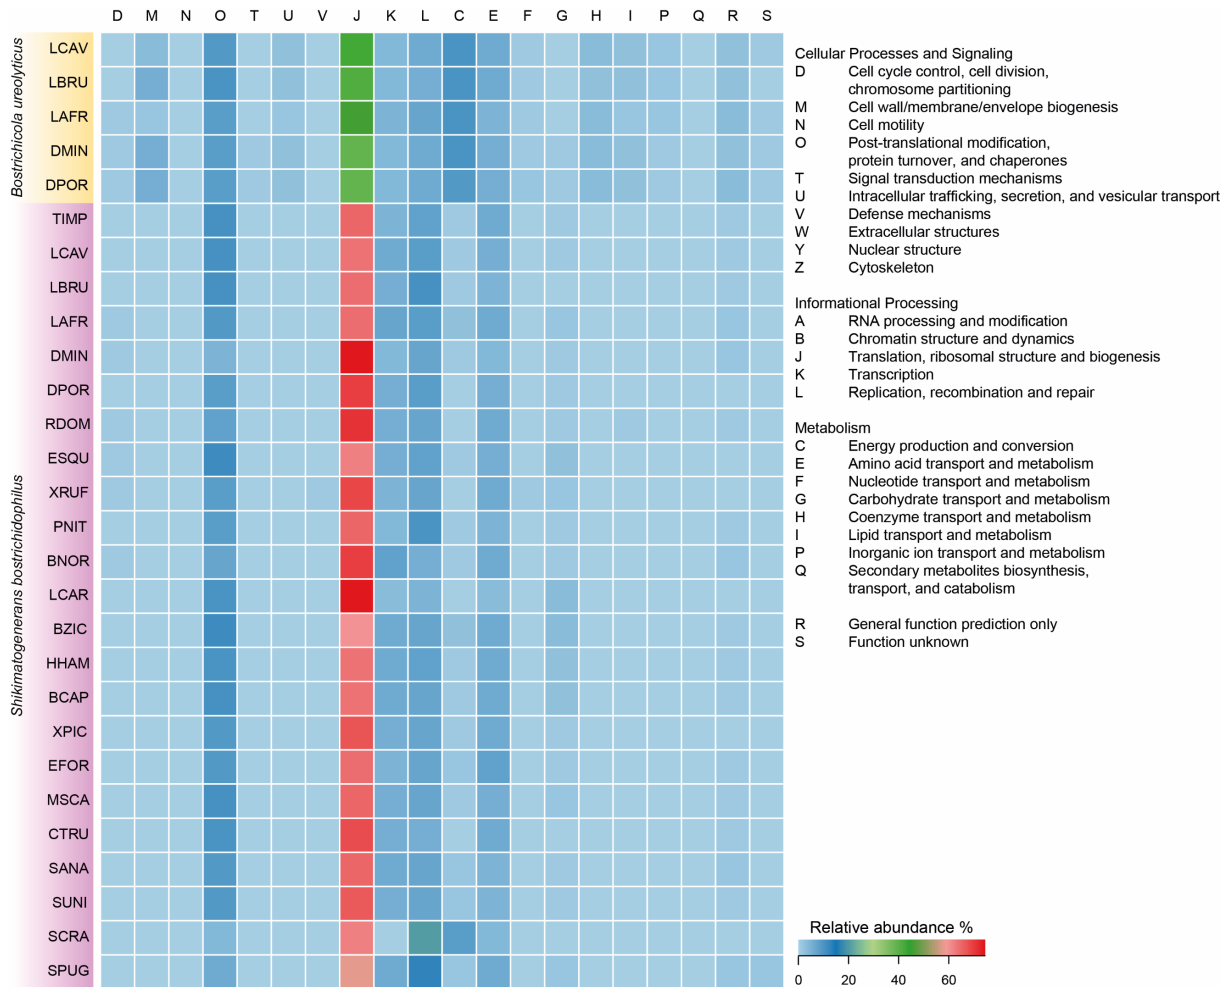 D M N O T U V J K L C E F G H I P Q R S
Bostrichicola ureolyticus
LCAV
LBRU
LAFR
DMIN
DPOR
Shikimatogenerans bostrichidophilus
TIMP
LCAV
LBRU
LAFR
DMIN
DPOR
RDOM
ESQU
XRUF
PNIT
BNOR
LCAR
BZIC
HHAM
BCAP
XPIC
EFOR
MSCA
CTRU
SANA
SUNI
SCRA
SPUG
Cellular Processes and Signaling
D Cell cycle control, cell division,
chromosome partitioning
M Cell wall/membrane/envelope biogenesis
N Cell motility
O Post-translational modification,
protein turnover, and chaperones
T Signal transduction mechanisms
U Intracellular trafficking, secretion, and vesicular transport
V Defense mechanisms
W Extracellular structures
Y Nuclear structure
Z Cytoskeleton
Informational Processing
A RNA processing and modification
B Chromatin structure and dynamics
J Translation, ribosomal structure and biogenesis
K Transcription
L Replication, recombination and repair
Metabolism
C Energy production and conversion
E Amino acid transport and metabolism
F Nucleotide transport and metabolism
G Carbohydrate transport and metabolism
H Coenzyme transport and metabolism
I Lipid transport and metabolism
P Inorganic ion transport and metabolism
Q Secondary metabolites biosynthesis,
transport, and catabolism
R General function prediction only
S Function unknown
Relative abundance %
0 20 40 60